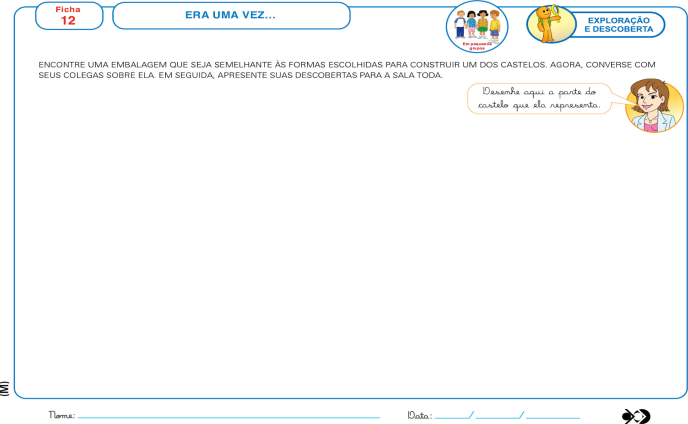 Ficha
12
ERA UMA VEZ...
Em pequenos
grupos
EXPLORAÇÃO
E DESCOBERTA
ENCONTRE UMA EMBALAGEM QUE SEJA SEMELHANTE ÀS FORMAS ESCOLHIDAS PARA CONSTRUIR UM DOS CASTELOS. AGORA, CONVERSE COM
SEUS COLEGAS SOBRE ELA. EM SEGUIDA, APRESENTE SUAS DESCOBERTAS PARA A SALA TODA.
Desenhe aqui a parte do
castelo que ela representa.
(M)
Nome:
Data: / /